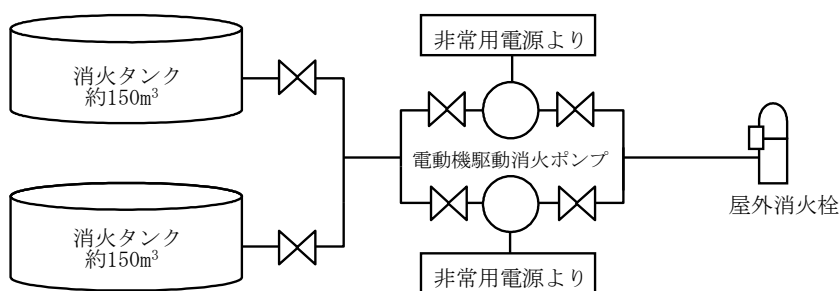 非常用電源より
消火タンク
約150m³
電動機駆動消火ポンプ
屋外消火栓
消火タンク
約150m³
非常用電源より